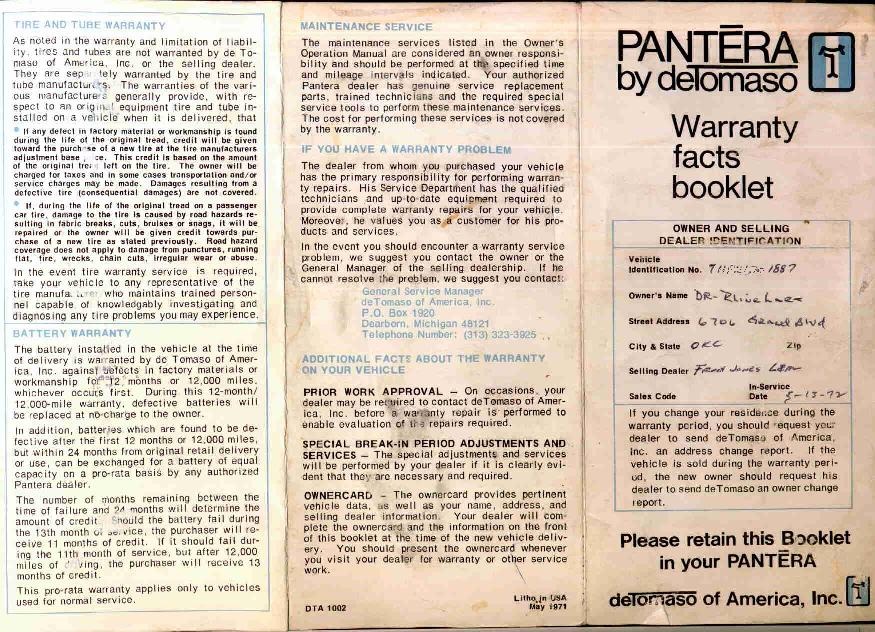 TIRE AND TUBE WARRANTY
As noted in the warranty and limitation of liabil-
ity, tires and tubes are not warranted by de To-
maso of America, Inc. or the selling dealer.
They are sep tely warranted by the tire and
tube manufacturers. The warranties of the vari-
ous manufacturers generally provide, with re-
spect to an original equipment tire and tube in-
stalled on a vehicle when it is delivered, that
• If any defect in factory material or workmanship is found
during the life of the original tread, credit will be given
toward the purchase of a new tire at the tire manufacturers
adjustment base ce. This credit is based on the amount
of the original tread left on the tire. The owner will be
charged for taxes and in some cases transportation and/or
service charges may be made. Damages resulting from a
defective tire (consequential damages) are not covered.
• If, during the life of the original tread on a passenger
car tire, damage to the tire is caused by road hazards re-
sulting in fabric breaks, cuts, bruises or snags, it will be
repaired or the owner will be given credit towards pur-
chase of a new tire as stated previously. Road hazard
coverage does not apply to damage from punctures, running
flat, fire, wrecks, chain cuts, irregular wear or abuse.
In the event tire warranty service is required,
take your vehicle to any representative of the
tire manufa who maintains trained person-
nel capable of knowledgably investigating and
diagnosing any tire problems you may experience.
BATTERY WARRANTY
The battery installed in the vehicle at the time
of delivery is warranted by de Tomaso of Amer-
ica, Inc. against defects in factory materials or
workmanship for 12 months or 12,000 miles,
whichever occurs first. During this 12-month/
12,000-mile warranty, defective batteries will
be replaced at no-charge to the owner.
In addition, batteries which are found to be de-
fective after the first 12 months or 12,000 miles,
but within 24 months from original retail delivery
or use, can be exchanged for a battery of equal
capacity on a pro-rata basis by any authorized
Pantera dealer.
The number of months remaining between the
time of failure and 24 months will determine the
amount of credit. Should the battery fail during
the 13th month of service, the purchaser will re-
ceive 11 months of credit. If it should fail dur-
ing the 11th month of service, but after 12,000
miles of driving, the purchaser will receive 13
months of credit.
This pro-rata warranty applies only to vehicles
used for normal service.
MAINTENANCE SERVICE
The maintenance services listed in the Owner's
Operation Manual are considered an owner responsi-
bility and should be performed at the specified time
and mileage intervals indicated. Your authorized
Pantera dealer has genuine service replacement
parts, trained technicians and the required special
service tools to perform these maintenance services.
The cost for performing these services is not covered
by the warranty.
IF YOU HAVE A WARRANTY PROBLEM
The dealer from whom you purchased your vehicle
has the primary responsibility for performing warran-
ty repairs. His Service Department has the qualified
technicians and up-to-date equipment required to
provide complete warranty repairs for your vehicle.
Moreover, he values you as a customer for his pro-
ducts and services.
In the event you should encounter a warranty service
problem, we suggest you contact the owner or the
General Manager of the selling dealership. If he
cannot resolve the problem, we suggest you contact:
General Service Manager
deTomaso of America, Inc.
P.O. Box 1920
Dearborn, Michigan 48121
Telephone Number: (313) 323-3925
ADDITIONAL FACTS ABOUT THE WARRANTY
ON YOUR VEHICLE
PRIOR WORK APPROVAL – On occasions, your
dealer may be required to contact deTomaso of Amer-
ica, Inc. before a warranty repair is performed to
enable evaluation of the repairs required.
SPECIAL BREAK-IN PERIOD ADJUSTMENTS AND
SERVICES – The special adjustments and services
will be performed by your dealer if it is clearly evi-
dent that they are necessary and required.
OWNERCARD – The ownercard provides pertinent
vehicle data, as well as your name, address, and
selling dealer information. Your dealer will com-
plete the ownercard and the information on the front
of this booklet at the time of the new vehicle deliv-
ery. You should present the ownercard whenever
you visit your dealer for warranty or other service
work.
DTA 1002
Litho in USA
May 1971
PANTĒRA
by deTomaso
Warranty
facts
booklet
OWNER AND SELLING
DEALER IDENTIFICATION
Vehicle
Identification No. 1887
Owner's Name DR-
Street Address 6706 Grand Blvd
City & State OKC Zip
Selling Dealer Frank Jones
In-Service
Sales Code Date 5-13-72
If you change your residence during the
warranty period, you should request your
dealer to send deTomaso of America,
Inc. an address change report. If the
vehicle is sold during the warranty peri-
od, the new owner should request his
dealer to send deTomaso an owner change
report.
Please retain this Booklet
in your PANTĒRA
deTomaso of America, Inc.